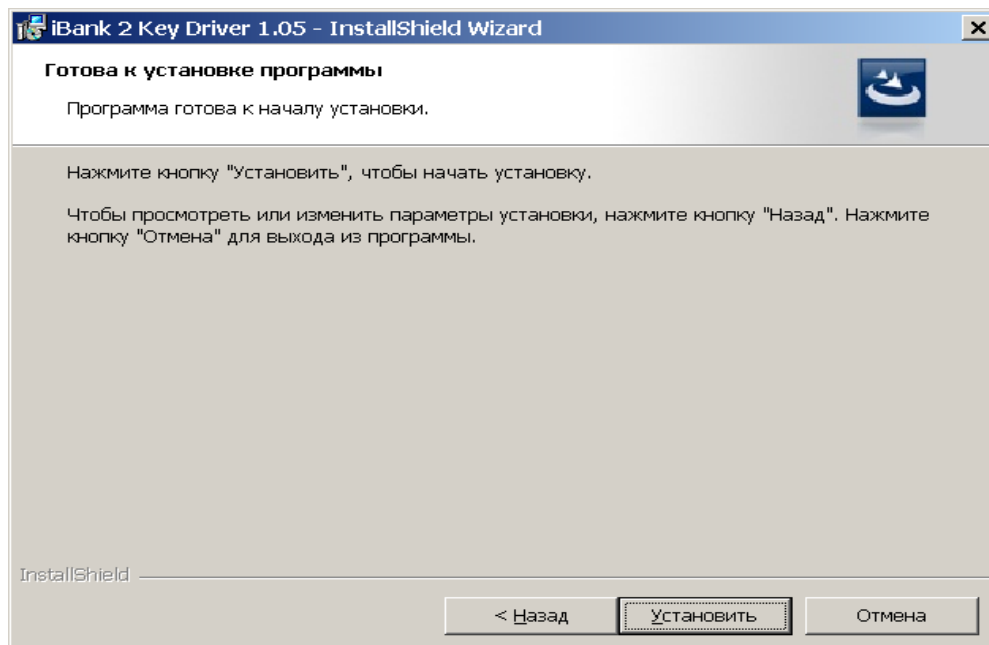 iBank 2 Key Driver 1.05 - InstallShield Wizard
Готова к установке программы
Программа готова к началу установки.
Нажмите кнопку "Установить", чтобы начать установку.
Чтобы просмотреть или изменить параметры установки, нажмите кнопку "Назад". Нажмите
кнопку "Отмена" для выхода из программы.
InstallShield
< Назад
Установить
Отмена